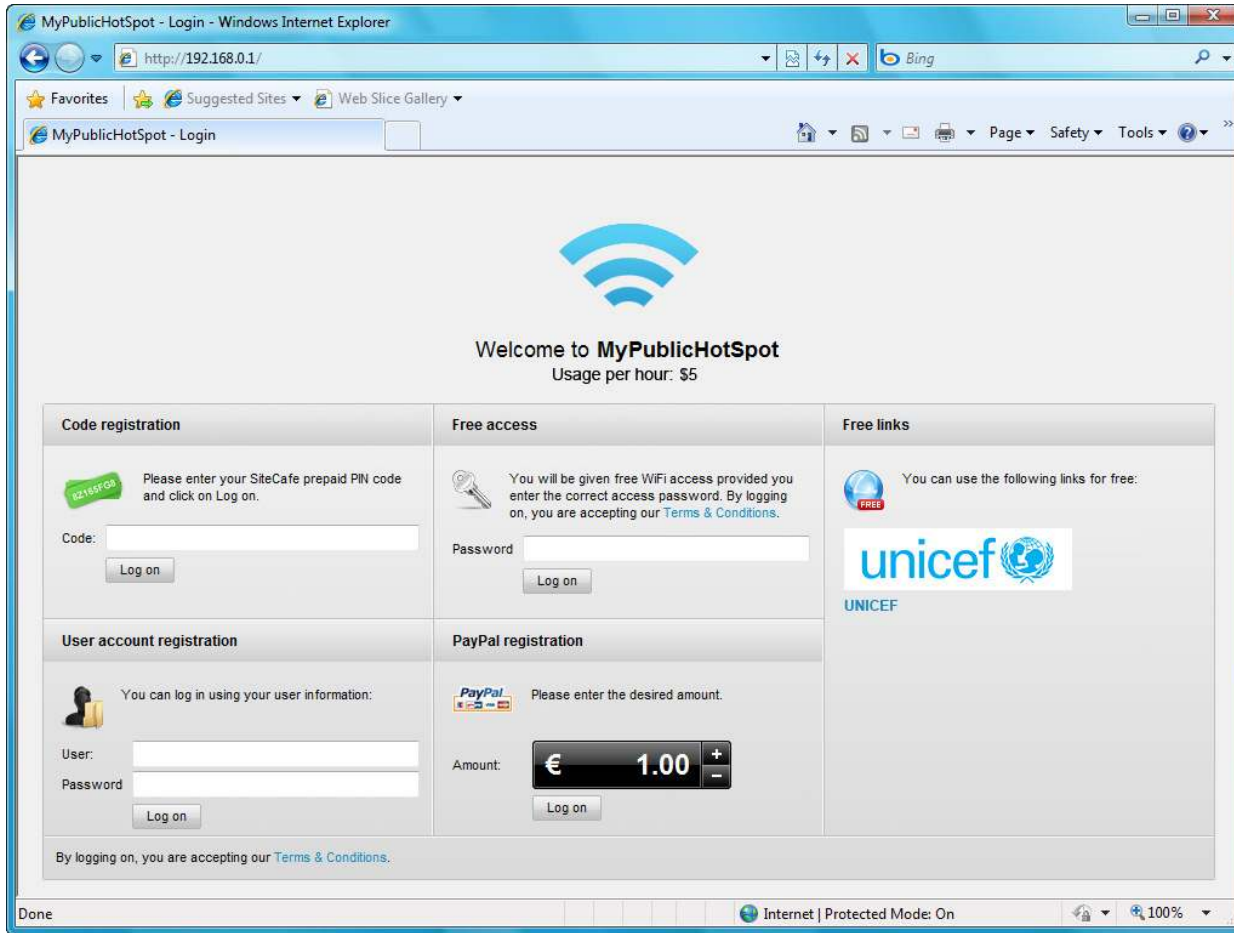 MyPublicHotSpot - Login - Windows Internet Explorer
http://192.168.0.1/
Bing
Favorites
Suggested Sites
Web Slice Gallery
MyPublicHotSpot - Login
Page
Safety
Tools
Welcome to MyPublicHotSpot
Usage per hour: $5
Code registration
8Z165FG8
Please enter your SiteCafe prepaid PIN code
and click on Log on.
Code:
Log on
Free access
You will be given free WiFi access provided you
enter the correct access password. By logging
on, you are accepting our Terms & Conditions.
Password
Log on
Free links
FREE
You can use the following links for free:
unicef
UNICEF
User account registration
You can log in using your user information:
User:
Password
Log on
PayPal registration
PayPal
Please enter the desired amount.
Amount:
€ 1.00
+
−
Log on
By logging on, you are accepting our Terms & Conditions.
Done
Internet | Protected Mode: On
100%